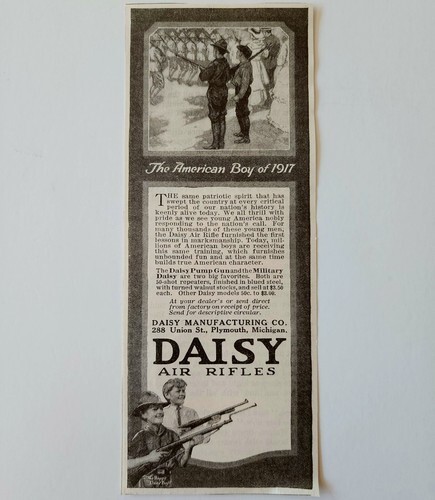 The American Boy of 1917
THE same patriotic spirit that has
swept the country at every critical
period of our nation's history is
keenly alive today. We all thrill with
pride as we see young America nobly
responding to the nation's call. For
many thousands of these young men,
the Daisy Air Rifle furnished the first
lessons in marksmanship. Today, mil-
lions of American boys are receiving
this same training, which furnishes
unbounded fun and at the same time
builds true American character.
The Daisy Pump Gun and the Military
Daisy are two big favorites. Both are
50-shot repeaters, finished in blued steel,
with turned walnut stocks, and sell at $3.50
each. Other Daisy models 50c. to $2.00.
At your dealer's or sent direct
from factory on receipt of price.
Send for descriptive circular.
DAISY MANUFACTURING CO.
288 Union St., Plymouth, Michigan.
DAISY
AIR RIFLES